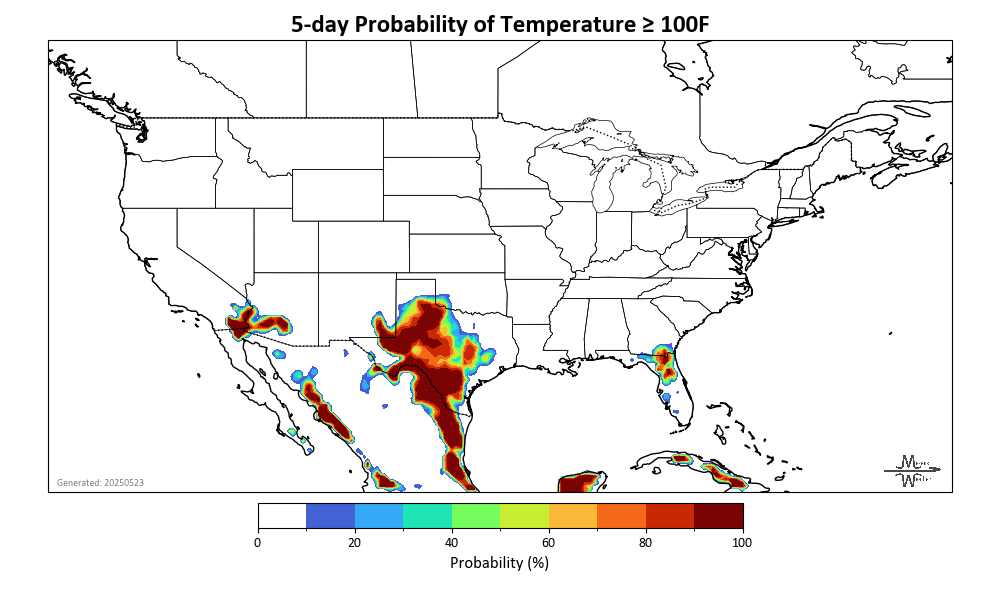 5-day Probability of Temperature ≥ 100F
Generated: 20250523
0 20 40 60 80 100
Probability (%)